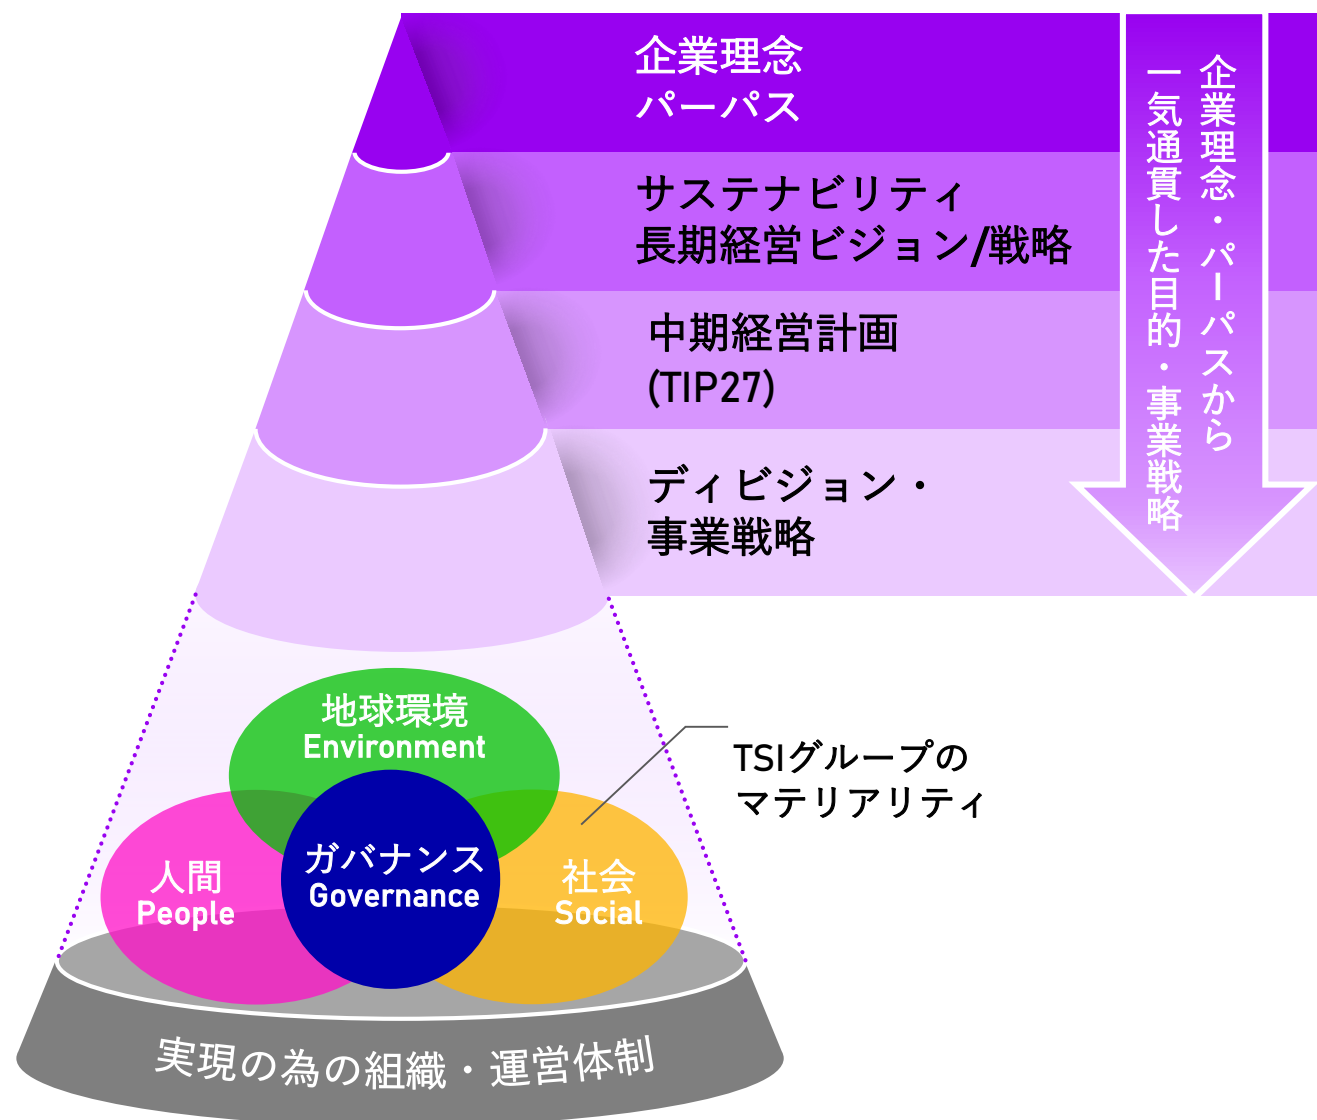 企業理念
パーパス
サステナビリティ
長期経営ビジョン/戦略
中期経営計画
(TIP27)
ディビジョン・
事業戦略
企業理念・パーパスから
一気通貫した目的・事業戦略
地球環境
Environment
TSIグループの
マテリアリティ
ガバナンス
Governance
人間
People
社会
Social
実現の為の組織・運営体制